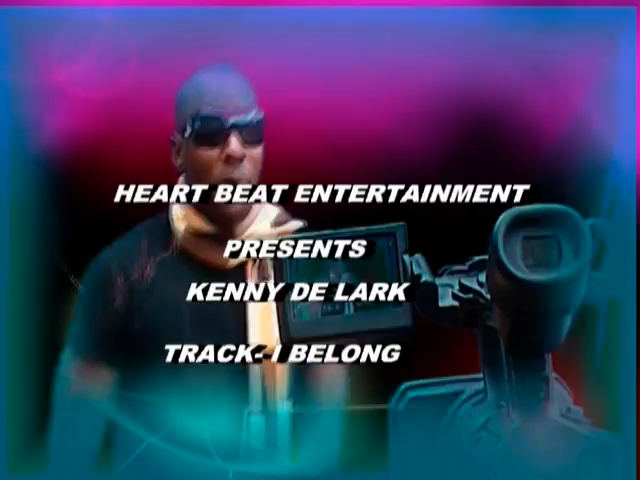 HEART BEAT ENTERTAINMENT
PRESENTS
KENNY DE LARK
TRACK- I BELONG